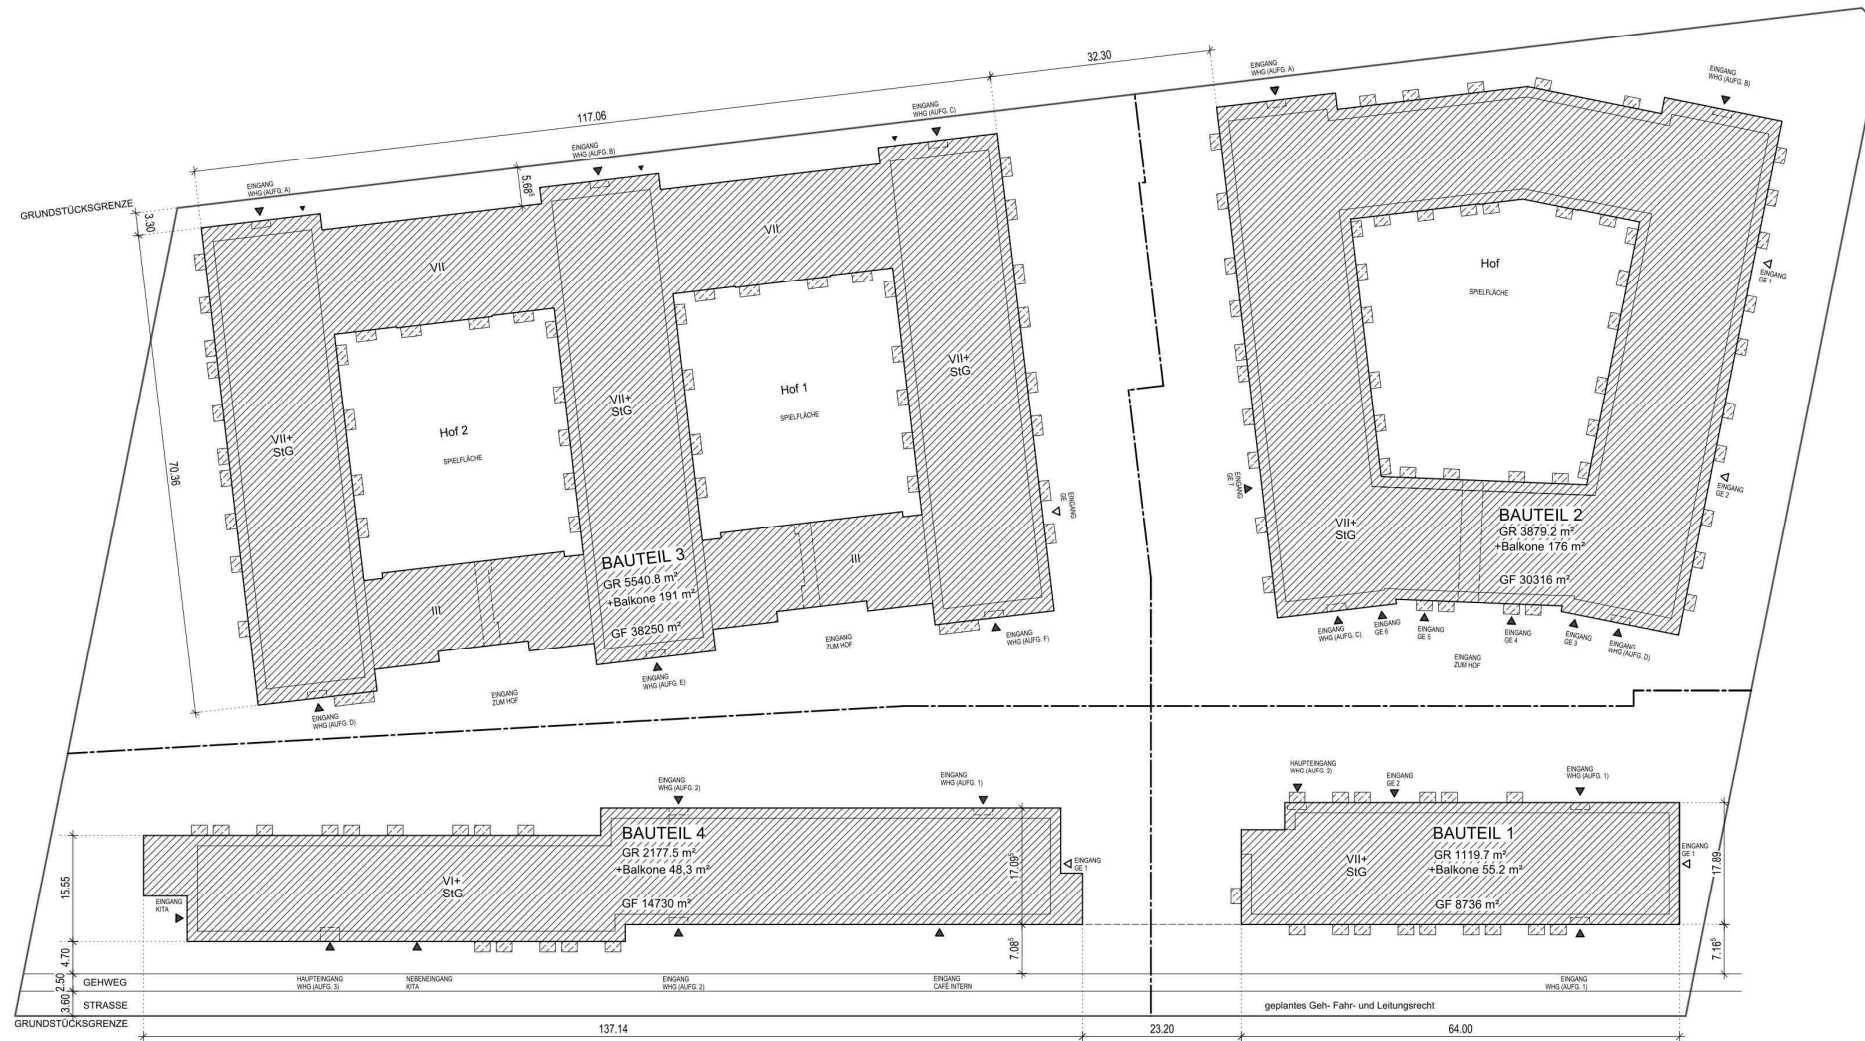 32.30
117.06
EINGANG
WHG (AUFG. A)
EINGANG
WHG (AUFG. B)
EINGANG
WHG (AUFG. C)
EINGANG
WHG (AUFG. B)
EINGANG
WHG (AUFG. A)
GRUNDSTÜCKSGRENZE
3.30
5.68⁵
VII
VII
Hof
SPIELFLÄCHE
EINGANG
GE 1
VII+
StG
VII+
StG
VII+
StG
Hof 1
SPIELFLÄCHE
Hof 2
SPIELFLÄCHE
70.36
EINGANG
GE
EINGANG
GE 7
EINGANG
GE 2
VII+
StG
BAUTEIL 2
GR 3879.2 m²
+Balkone 176 m²
GF 30316 m²
BAUTEIL 3
GR 5540.8 m²
+Balkone 191 m²
GF 38250 m²
III
III
EINGANG
WHG (AUFG. D)
EINGANG
ZUM HOF
EINGANG
WHG (AUFG. E)
EINGANG
ZUM HOF
EINGANG
WHG (AUFG. F)
EINGANG
WHG (AUFG. C)
EINGANG
GE 6
EINGANG
GE 5
EINGANG
GE 4
EINGANG
GE 3
EINGANG
WHG (AUFG. D)
EINGANG
ZUM HOF
EINGANG
WHG (AUFG. 2)
EINGANG
WHG (AUFG. 1)
HAUPTEINGANG
WHG (AUFG. 2)
EINGANG
GE 2
EINGANG
WHG (AUFG. 1)
BAUTEIL 4
GR 2177.5 m²
+Balkone 48,3 m²
GF 14730 m²
VI+
StG
EINGANG
GE 1
17.09⁵
BAUTEIL 1
GR 1119.7 m²
+Balkone 55.2 m²
GF 8736 m²
VII+
StG
EINGANG
GE 1
17.89
15.55
EINGANG
KITA
4.70
7.08⁵
7.16⁵
2.50
GEHWEG
HAUPTEINGANG
WHG (AUFG. 3)
NEBENEINGANG
KITA
EINGANG
WHG (AUFG. 2)
EINGANG
CAFÉ INTERN
EINGANG
WHG (AUFG. 1)
3.60
STRASSE
geplantes Geh- Fahr- und Leitungsrecht
GRUNDSTÜCKSGRENZE
137.14
23.20
64.00